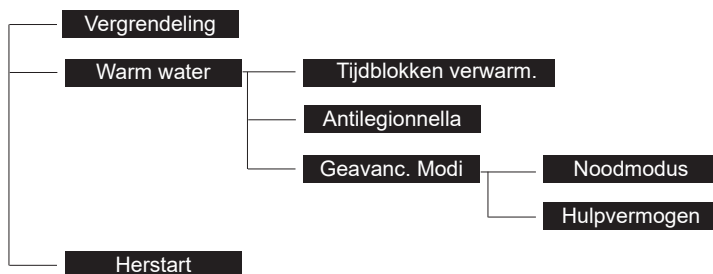 Vergrendeling
Warm water
Tijdblokken verwarm.
Antilegionnella
Geavanc. Modi
Noodmodus
Hulpvermogen
Herstart